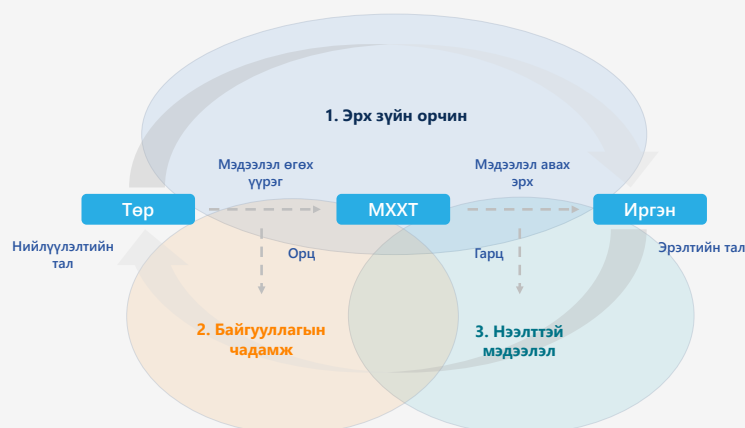 1. Эрх зүйн орчин
Мэдээлэл өгөх
үүрэг
Мэдээлэл авах
эрх
Төр
МХХТ
Иргэн
Нийлүүлэлтийн
тал
Орц
Гарц
Эрэлтийн тал
2. Байгууллагын
чадамж
3. Нээлттэй
мэдээлэл